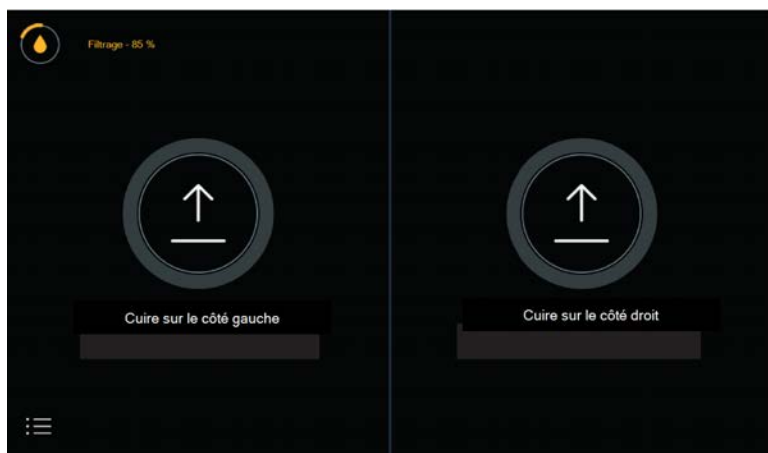 Filtrage - 85 %
Cuire sur le côté gauche
Cuire sur le côté droit